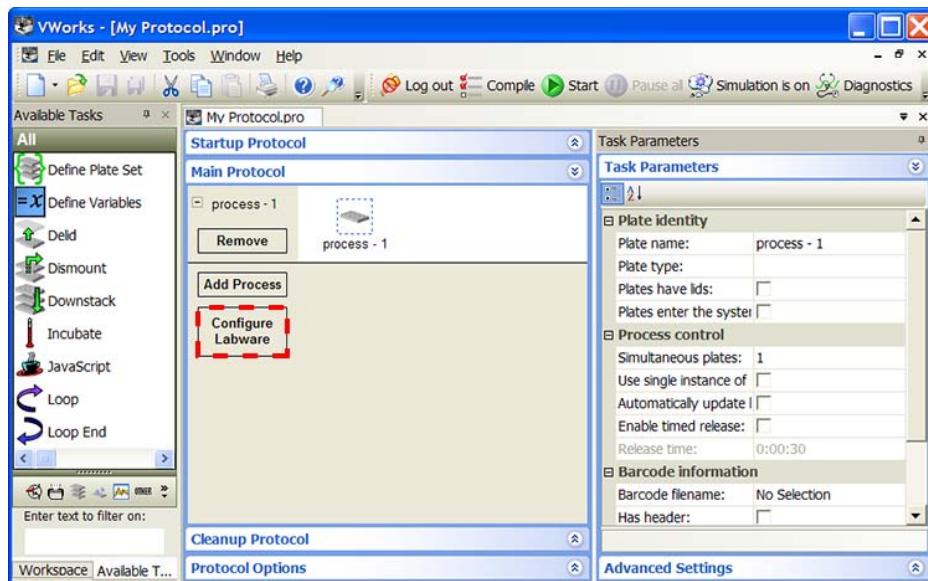 VWorks - [My Protocol.pro]
File Edit View Tools Window Help
Log out Compile Start Pause all Simulation is on Diagnostics
Available Tasks
All
Define Plate Set
=x Define Variables
Delid
Dismount
Downstack
Incubate
JavaScript
Loop
Loop End
OTHER
Enter text to filter on:
Workspace Available T...
My Protocol.pro
Startup Protocol
Main Protocol
process - 1
Remove
process - 1
Add Process
Configure
Labware
Cleanup Protocol
Protocol Options
Task Parameters
Task Parameters
Plate identity
Plate name: process - 1
Plate type:
Plates have lids:
Plates enter the syster
Process control
Simultaneous plates: 1
Use single instance of
Automatically update l
Enable timed release:
Release time: 0:00:30
Barcode information
Barcode filename: No Selection
Has header:
Advanced Settings